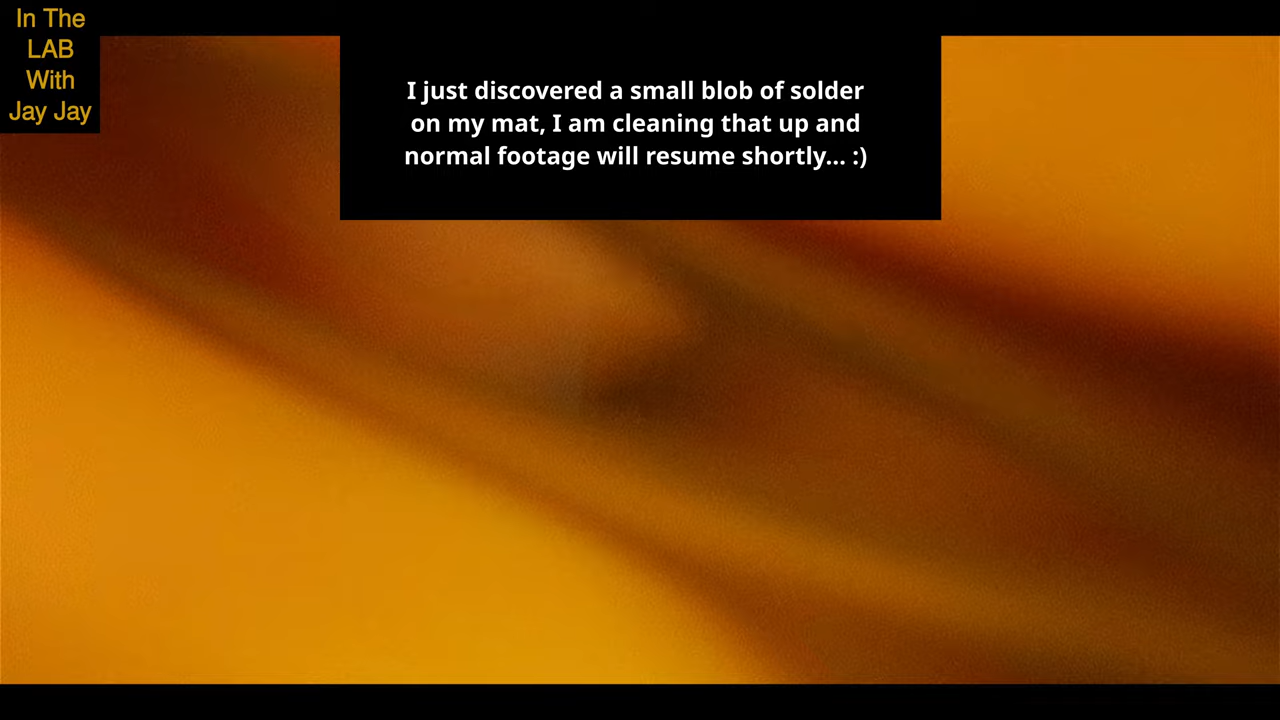 In The
LAB
With
Jay Jay
I just discovered a small blob of solder
on my mat, I am cleaning that up and
normal footage will resume shortly... :)